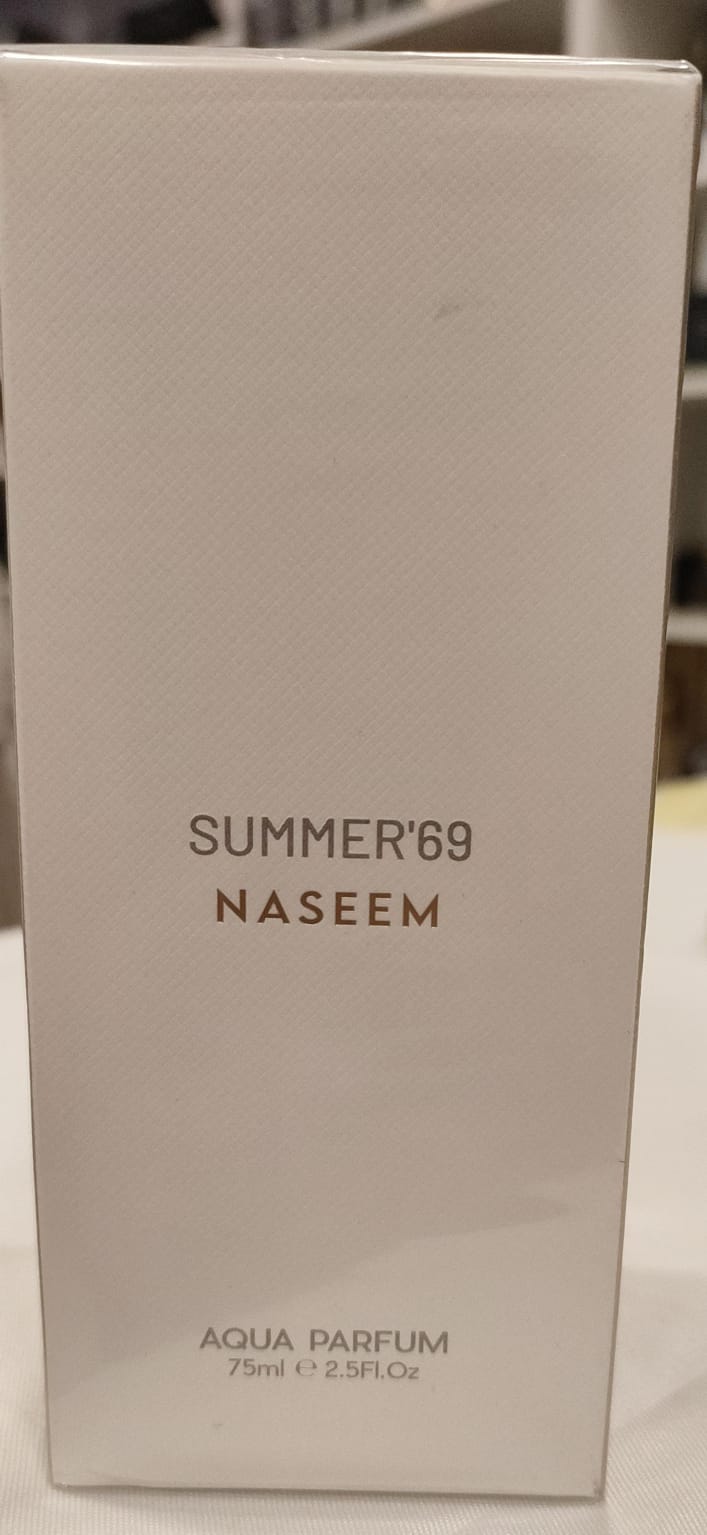 SUMMER'69
NASEEM
AQUA PARFUM
75ml ℮ 2.5Fl.Oz